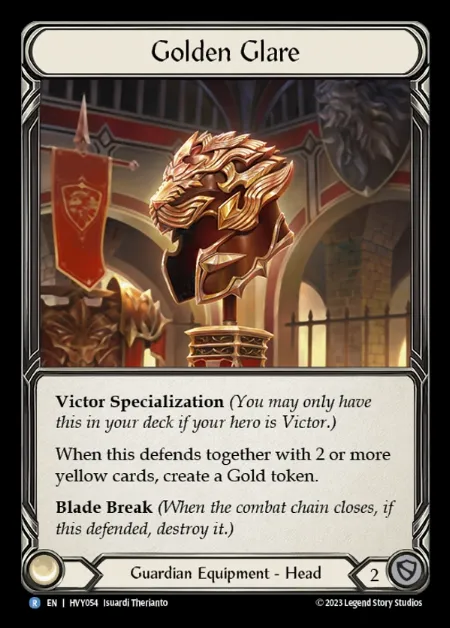 Golden Glare
Victor Specialization (You may only have
this in your deck if your hero is Victor.)
When this defends together with 2 or more
yellow cards, create a Gold token.
Blade Break (When the combat chain closes, if
this defended, destroy it.)
Guardian Equipment - Head
2
R EN | HVY054 Isuardi Therianto
© 2023 Legend Story Studios